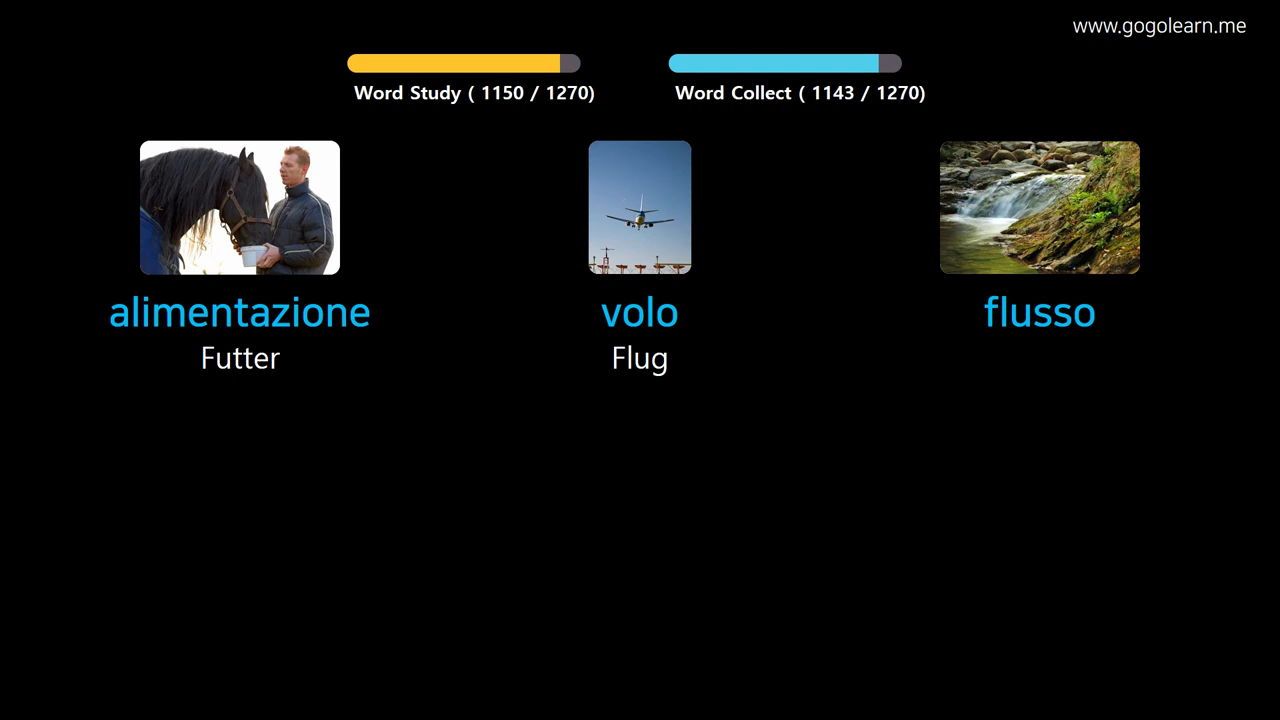 www.gogolearn.me
Word Study ( 1150 / 1270)
Word Collect ( 1143 / 1270)
alimentazione
Futter
volo
Flug
flusso